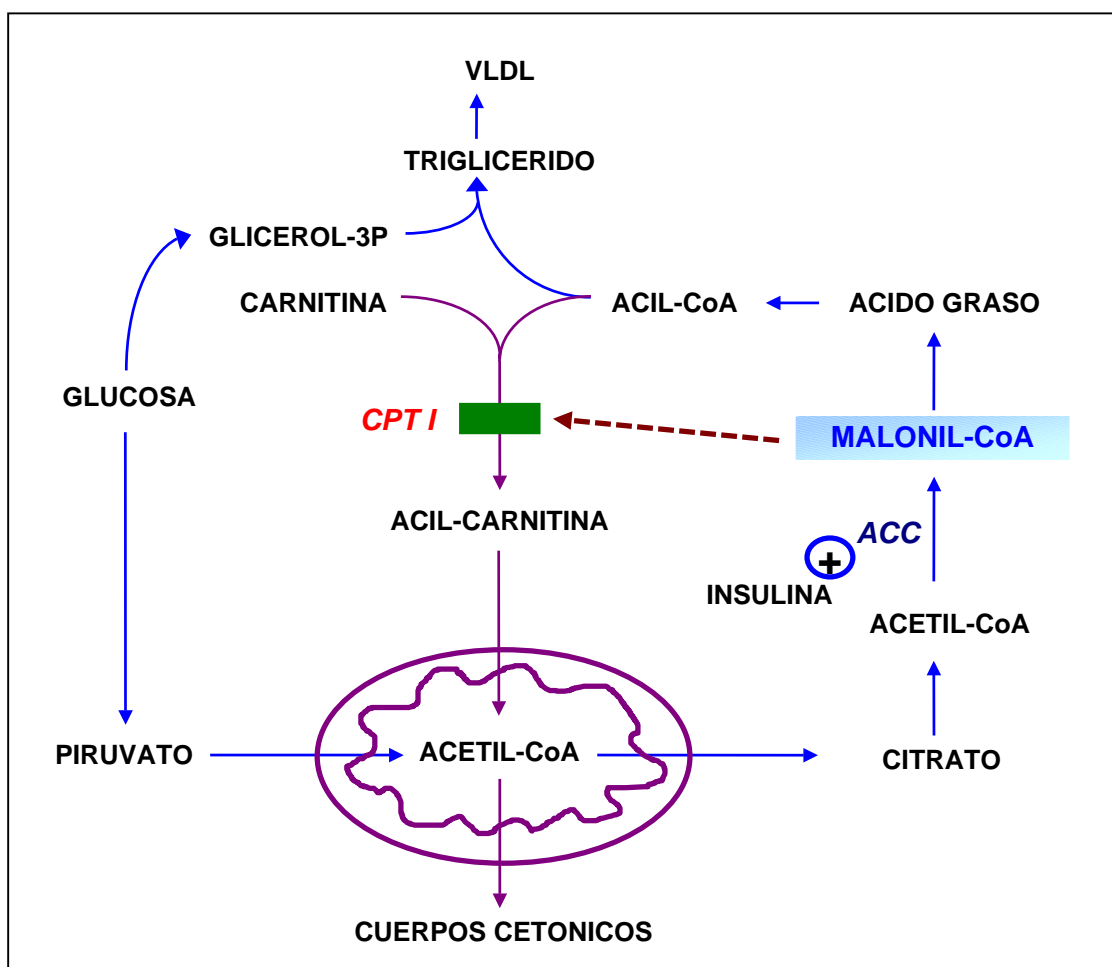 VLDL
TRIGLICERIDO
GLICEROL-3P
CARNITINA
ACIL-CoA
ACIDO GRASO
GLUCOSA
CPT I
MALONIL-CoA
ACIL-CARNITINA
ACC
+
INSULINA
ACETIL-CoA
PIRUVATO
ACETIL-CoA
CITRATO
CUERPOS CETONICOS